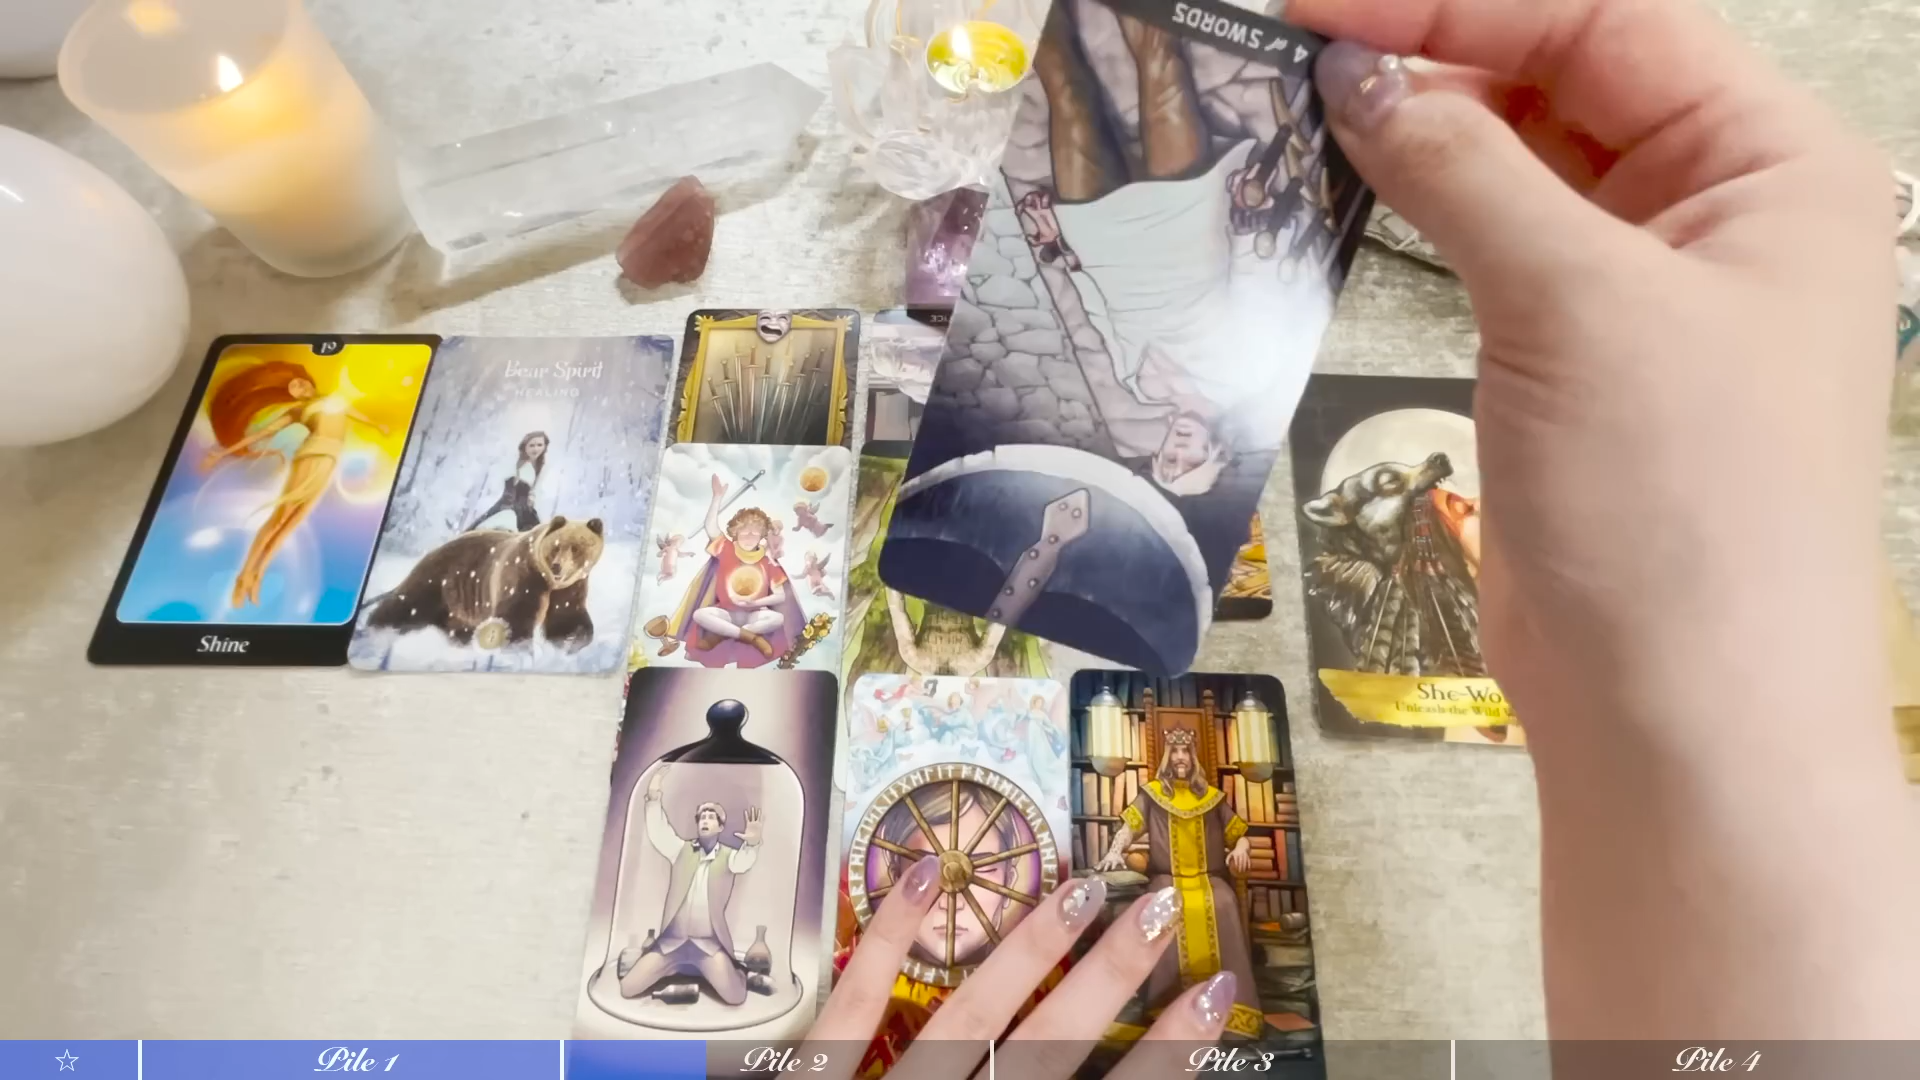 4 of SWORDS
19
Bear Spirit
HEALING
Shine
She-Wo
Unleash the Wild W
☆
Pile 1
Pile 2
Pile 3
Pile 4